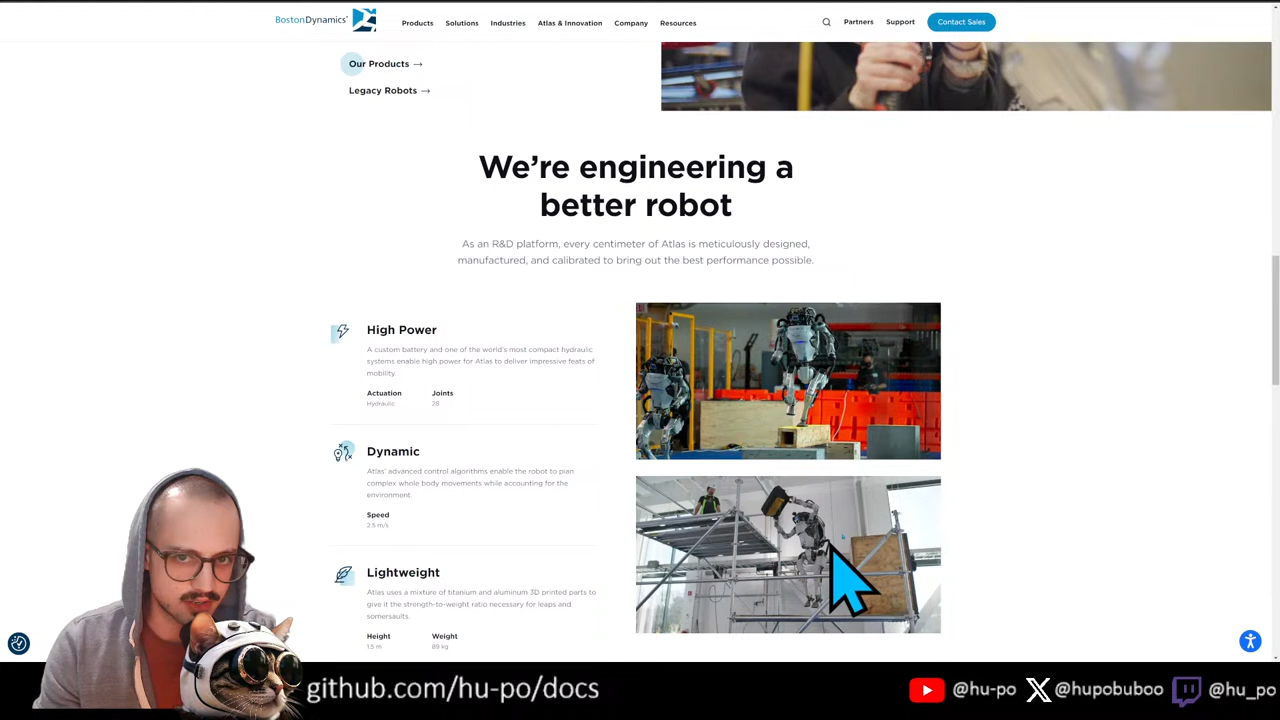 BostonDynamics
Products Solutions Industries Atlas & Innovation Company Resources Partners Support Contact Sales
Our Products →
Legacy Robots →
We’re engineering a
better robot
As an R&D platform, every centimeter of Atlas is meticulously designed,
manufactured, and calibrated to bring out the best performance possible.
High Power
A custom battery and one of the world's most compact hydraulic
systems enable high power for Atlas to deliver impressive feats of
mobility.
Actuation Joints
Hydraulic 28
Dynamic
Atlas' advanced control algorithms enable the robot to plan
complex whole body movements while accounting for the
environment.
Speed
2.5 m/s
Lightweight
Atlas uses a mixture of titanium and aluminum 3D printed parts to
give it the strength-to-weight ratio necessary for leaps and
somersaults.
Height Weight
1.5 m 89 kg
github.com/hu-po/docs @hu-po @hupobuboo @hu_po